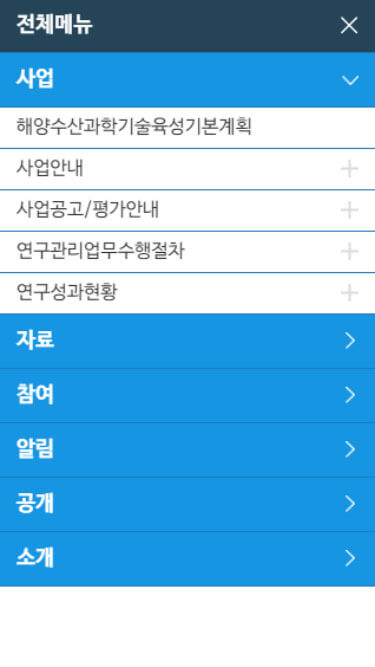 전체메뉴
사업
해양수산과학기술육성기본계획
사업안내
사업공고/평가안내
연구관리업무수행절차
연구성과현황
자료
참여
알림
공개
소개